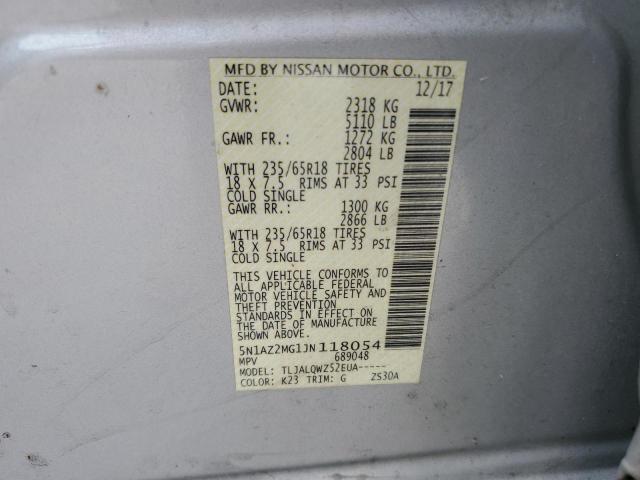 MFD BY NISSAN MOTOR CO., LTD.
DATE: 12/17
GVWR: 2318 KG
5110 LB
GAWR FR.: 1272 KG
2804 LB
WITH 235/65R18 TIRES
18 X 7.5 RIMS AT 33 PSI
COLD SINGLE
GAWR RR.: 1300 KG
2866 LB
WITH 235/65R18 TIRES
18 X 7.5 RIMS AT 33 PSI
COLD SINGLE
THIS VEHICLE CONFORMS TO
ALL APPLICABLE FEDERAL
MOTOR VEHICLE SAFETY AND
THEFT PREVENTION
STANDARDS IN EFFECT ON
THE DATE OF MANUFACTURE
SHOWN ABOVE.
5N1AZ2MG1JN118054
MPV 689048
MODEL: TLJALQWZ52EUA-----
COLOR: K23 TRIM: G ZS30A